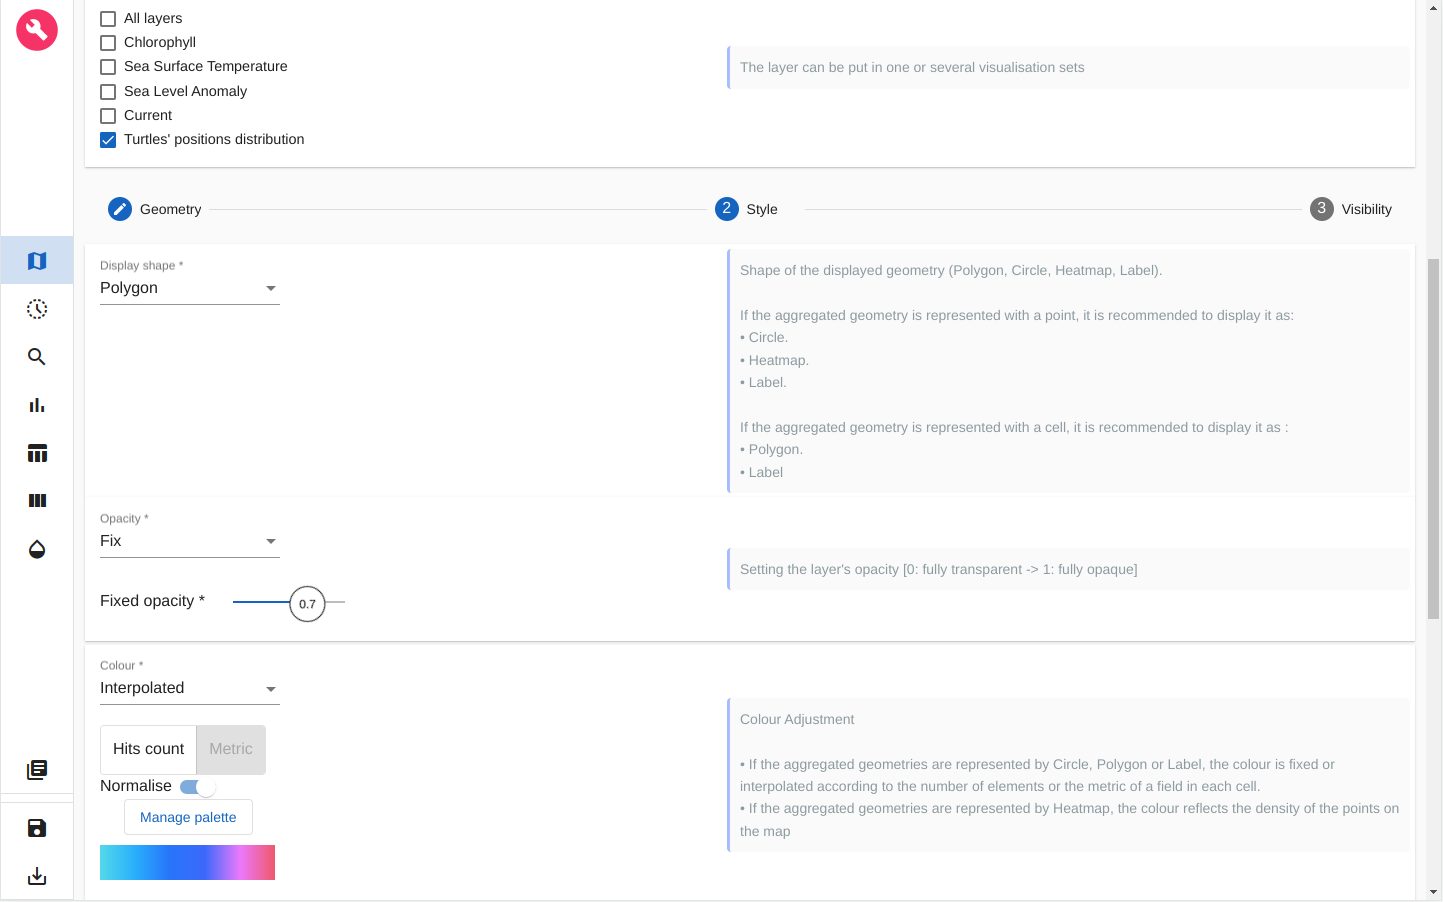 All layers
Chlorophyll
Sea Surface Temperature
Sea Level Anomaly
Current
Turtles' positions distribution
The layer can be put in one or several visualisation sets
Geometry
2 Style
3 Visibility
Display shape *
Polygon
Shape of the displayed geometry (Polygon, Circle, Heatmap, Label).
If the aggregated geometry is represented with a point, it is recommended to display it as:
• Circle.
• Heatmap.
• Label.
If the aggregated geometry is represented with a cell, it is recommended to display it as :
• Polygon.
• Label
Opacity *
Fix
Fixed opacity * 0.7
Setting the layer's opacity [0: fully transparent -> 1: fully opaque]
Colour *
Interpolated
Hits count Metric
Normalise
Manage palette
Colour Adjustment
• If the aggregated geometries are represented by Circle, Polygon or Label, the colour is fixed or
interpolated according to the number of elements or the metric of a field in each cell.
• If the aggregated geometries are represented by Heatmap, the colour reflects the density of the points on
the map